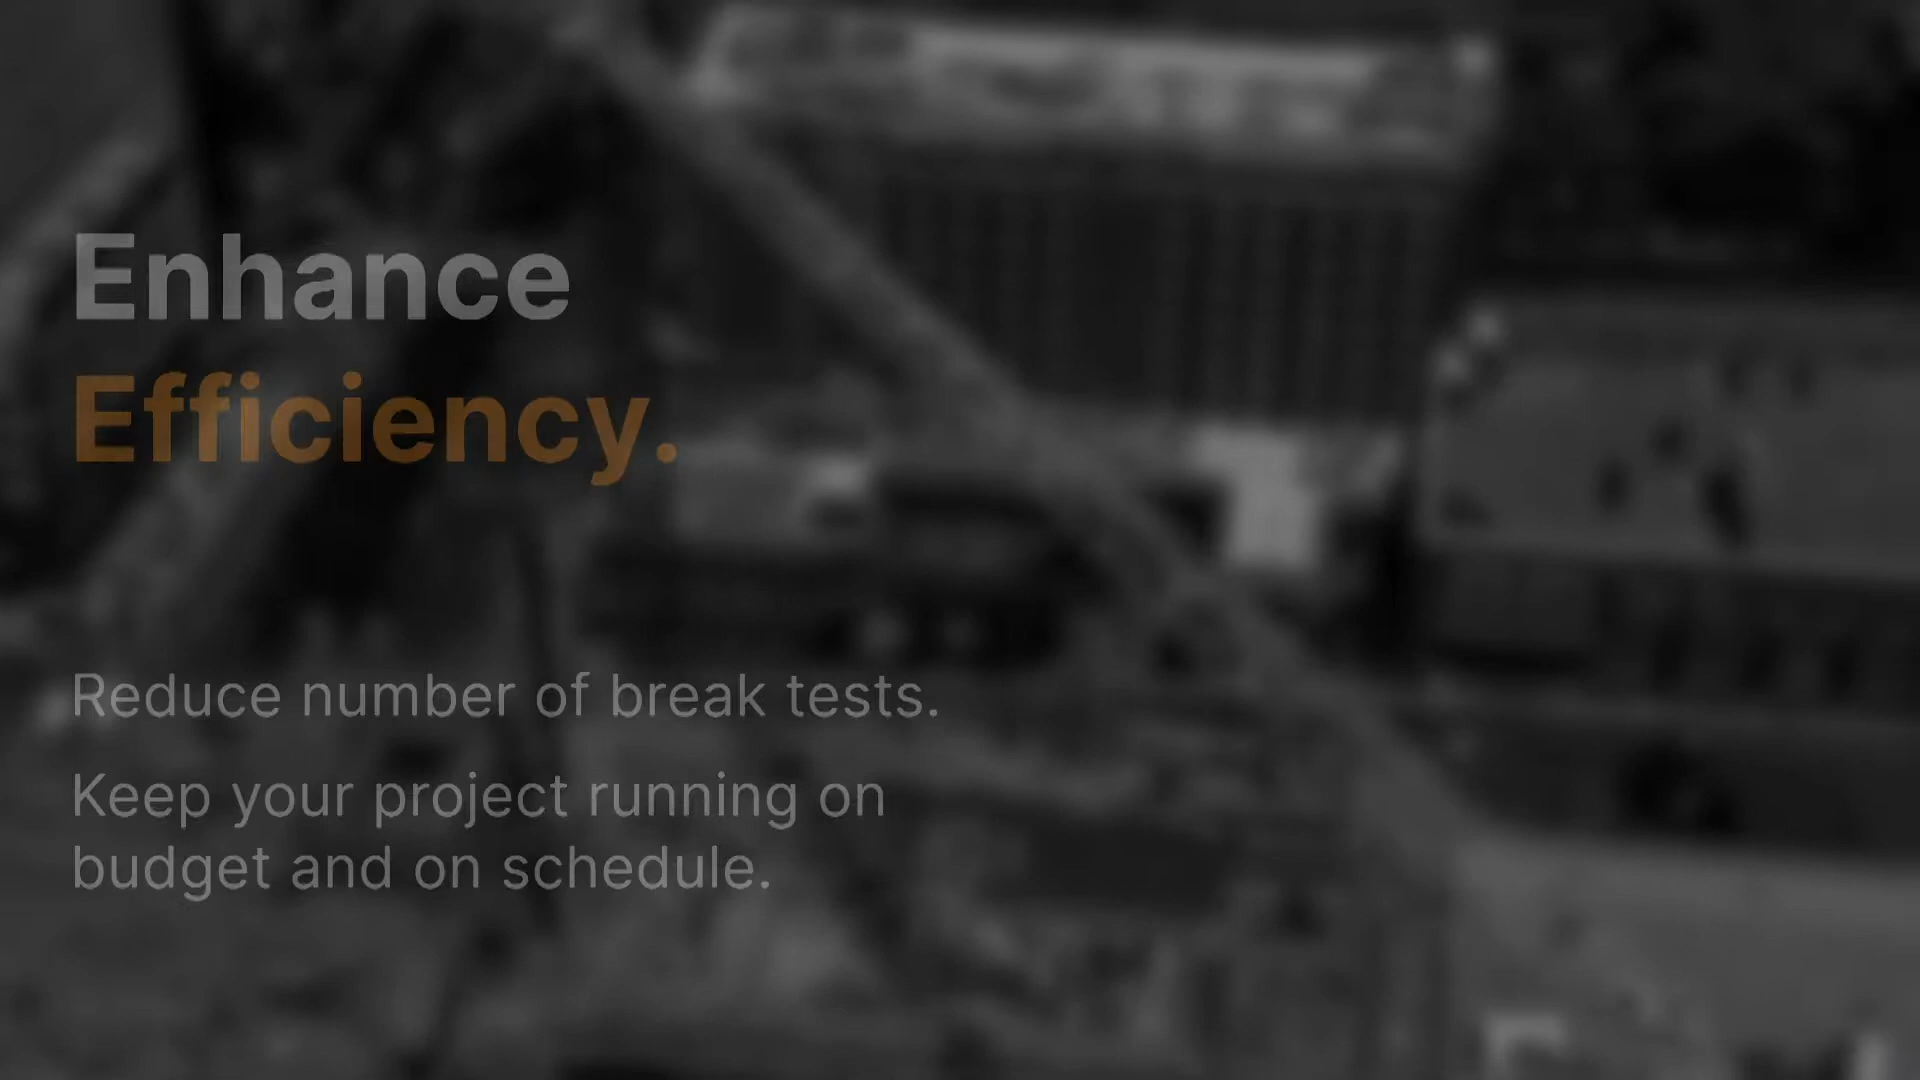 Enhance
Efficiency.
Reduce number of break tests.
Keep your project running on
budget and on schedule.